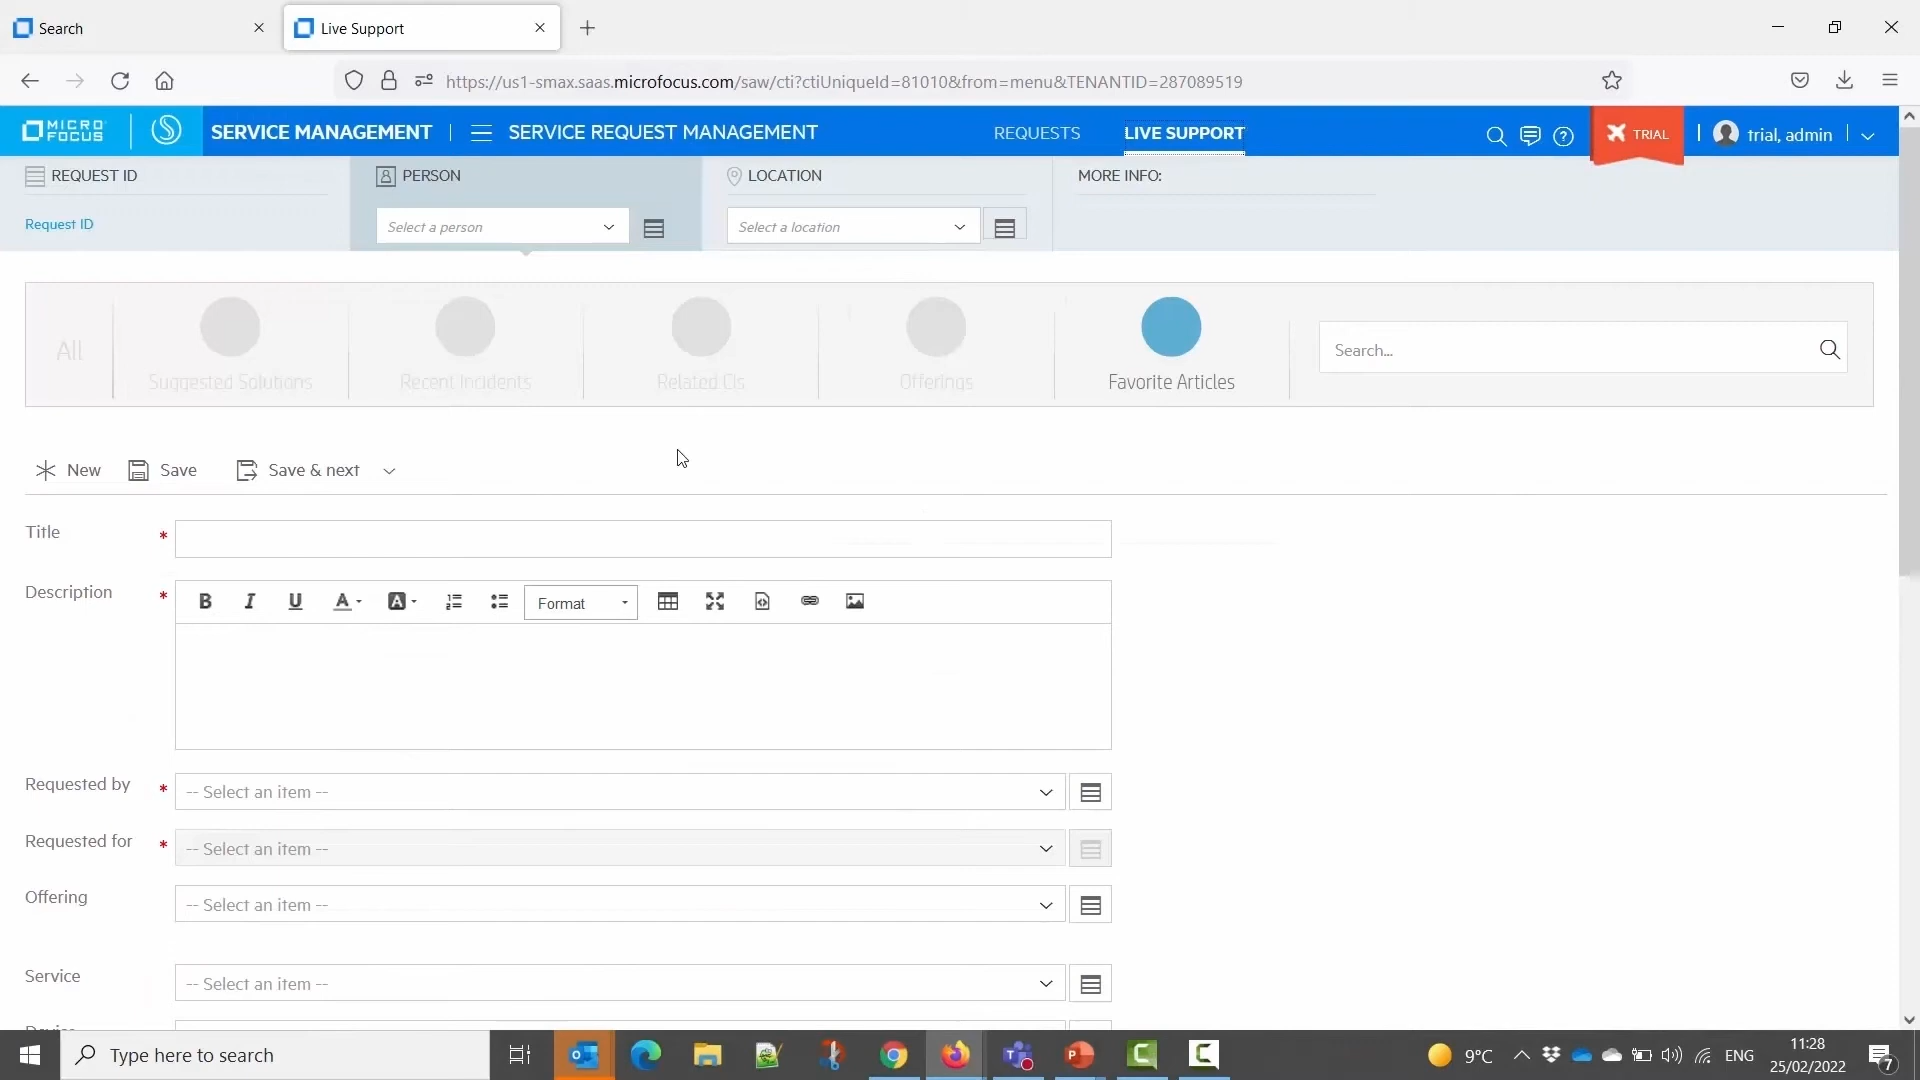 Search
Live Support
https://us1-smax.saas.microfocus.com/saw/cti?ctiUniqueId=81010&from=menu&TENANTID=287089519
MICRO FOCUS
SERVICE MANAGEMENT
SERVICE REQUEST MANAGEMENT
REQUESTS
LIVE SUPPORT
TRIAL
trial, admin
REQUEST ID
PERSON
LOCATION
MORE INFO:
Request ID
Select a person
Select a location
All
Suggested Solutions
Recent Incidents
Related CIs
Offerings
Favorite Articles
Search...
New
Save
Save & next
Title *
Description *
B I U A A Format
Requested by * -- Select an item --
Requested for * -- Select an item --
Offering -- Select an item --
Service -- Select an item --
Type here to search
9°C
ENG
11:28
25/02/2022
7